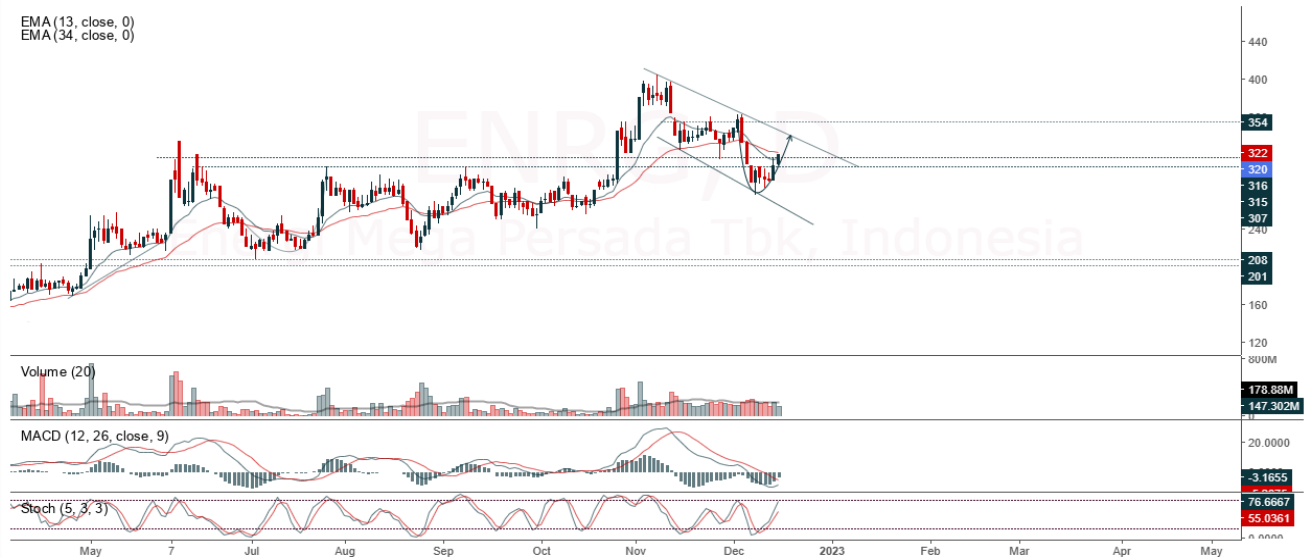 EMA (13, close, 0)
EMA (34, close, 0)
440
400
354
322
320
316
315
307
240
208
201
160
120
ENRG, D
Energi Mega Persada Tbk, Indonesia
Volume (20)
800M
178.88M
147.302M
MACD (12, 26, close, 9)
20.0000
-3.1655
Stoch (5, 3, 3)
76.6667
55.0361
0.0000
May
7
Jul
Aug
Sep
Oct
Nov
Dec
2023
Feb
Mar
Apr
May